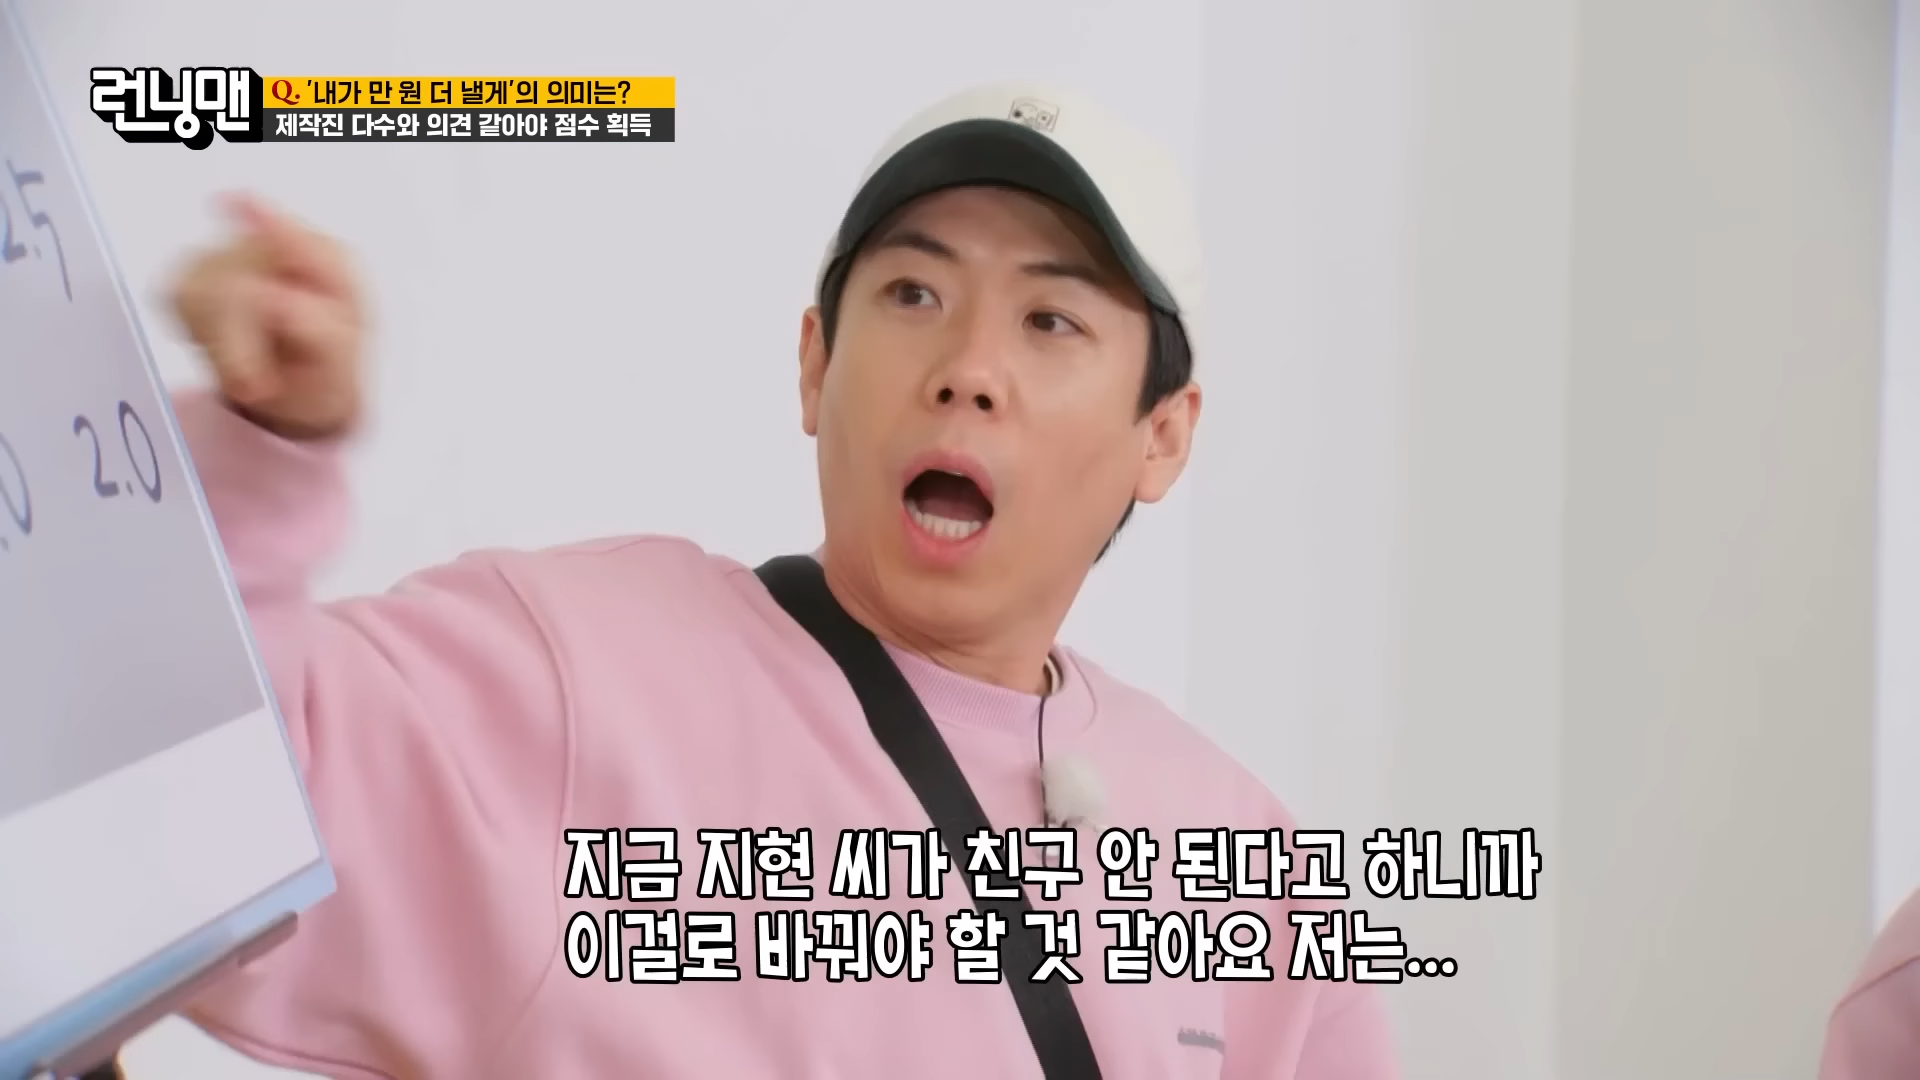 런닝맨
Q. '내가 만 원 더 낼게'의 의미는?
제작진 다수와 의견 같아야 점수 획득
2.5
0 2.0
지금 지현 씨가 친구 안 된다고 하니까
이걸로 바꿔야 할 것 같아요 저는...